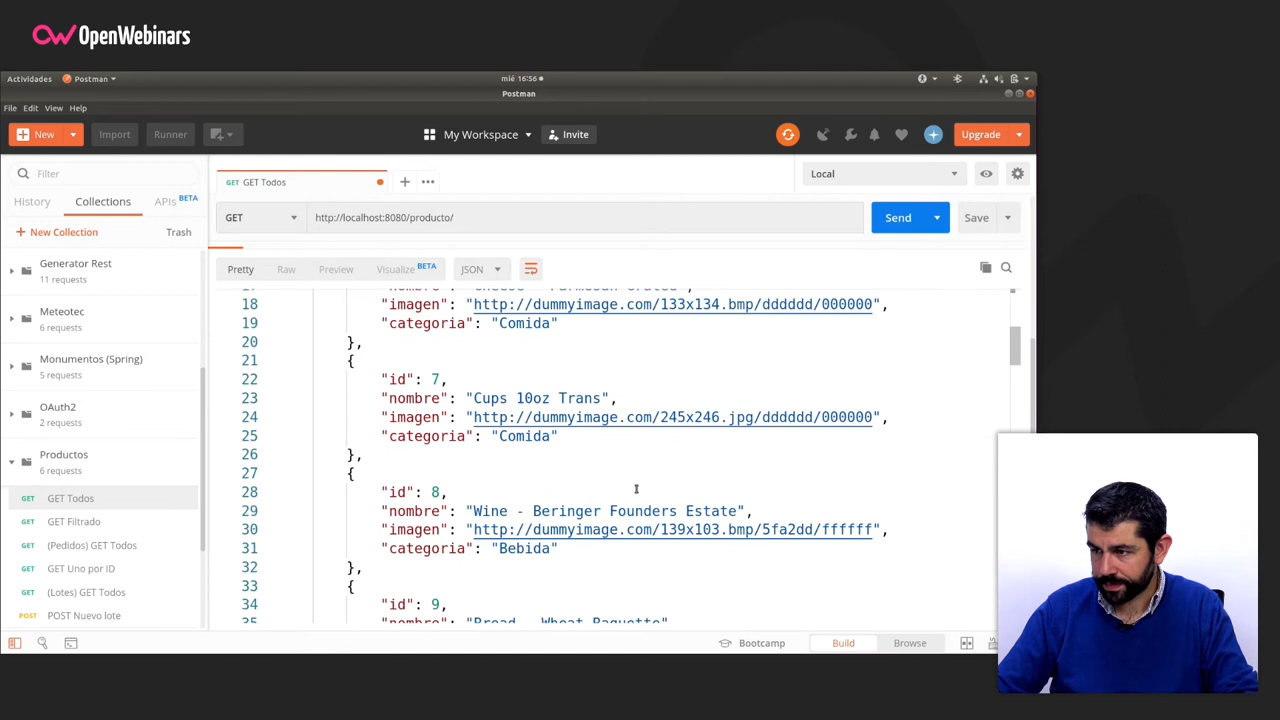 OpenWebinars
Actividades Postman mié 16:56
Postman
File Edit View Help
New Import Runner My Workspace Invite Upgrade
Filter
GET GET Todos Local
History Collections APIs BETA
GET http://localhost:8080/producto/ Send Save
New Collection Trash
Generator Rest
11 requests
Meteotec
6 requests
Monumentos (Spring)
5 requests
OAuth2
2 requests
Productos
6 requests
GET GET Todos
GET GET Filtrado
GET (Pedidos) GET Todos
GET GET Uno por ID
GET (Lotes) GET Todos
POST POST Nuevo lote
Pretty Raw Preview Visualize BETA JSON
18 "imagen": "http://dummyimage.com/133x134.bmp/dddddd/000000",
19 "categoria": "Comida"
20 },
21 {
22 "id": 7,
23 "nombre": "Cups 10oz Trans",
24 "imagen": "http://dummyimage.com/245x246.jpg/dddddd/000000",
25 "categoria": "Comida"
26 },
27 {
28 "id": 8,
29 "nombre": "Wine - Beringer Founders Estate",
30 "imagen": "http://dummyimage.com/139x103.bmp/5fa2dd/ffffff",
31 "categoria": "Bebida"
32 },
33 {
34 "id": 9,
35 "nombre": "Bread - Wheat Baguette"
Bootcamp Build Browse